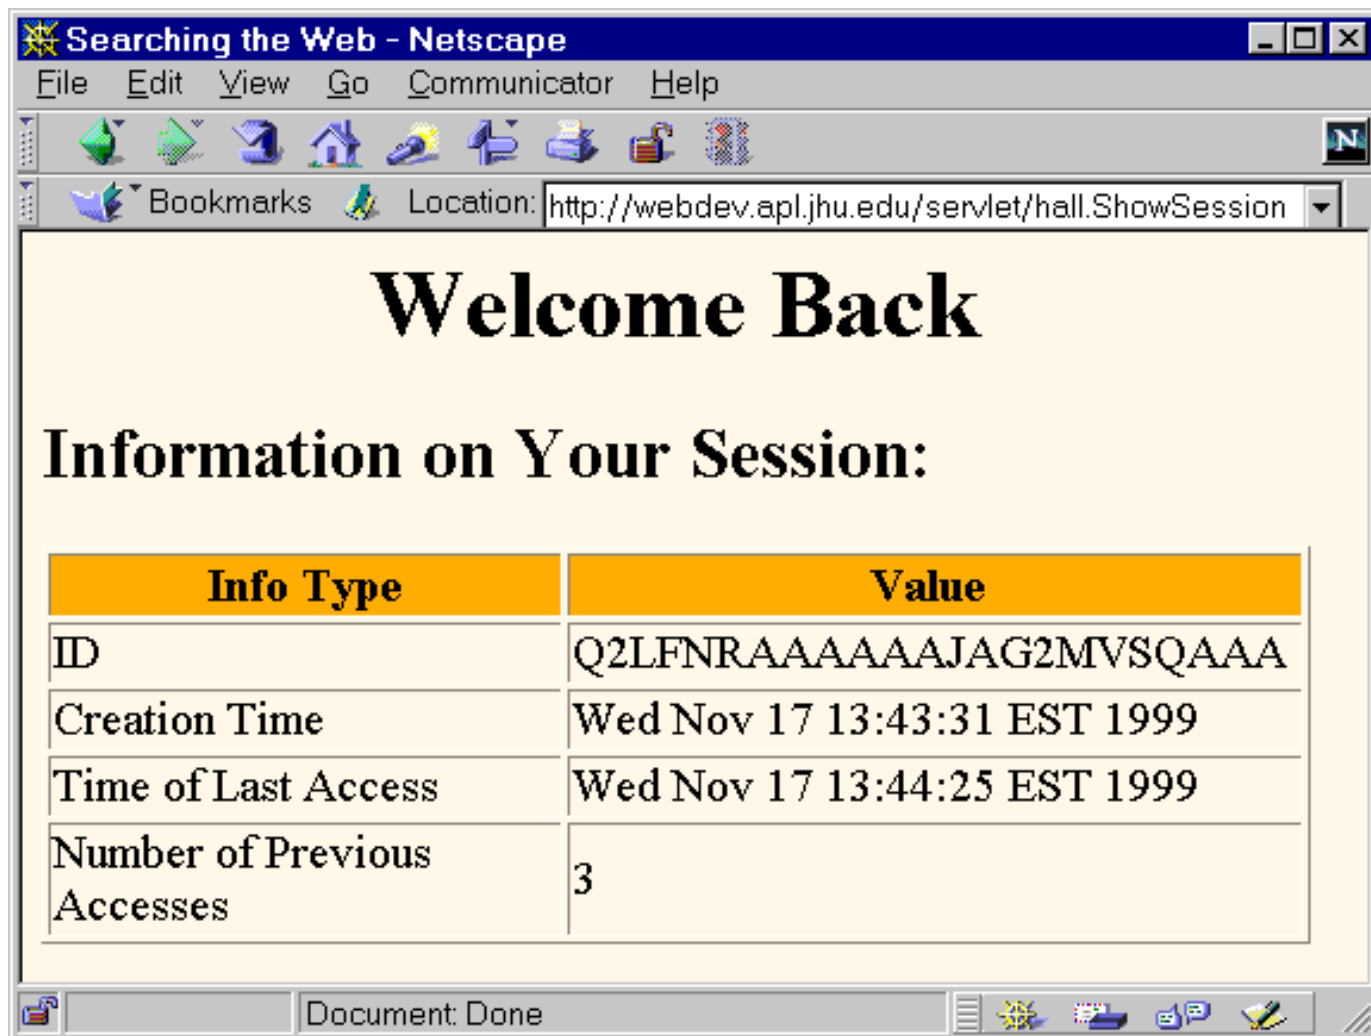 Searching the Web - Netscape
File Edit View Go Communicator Help
N
Bookmarks Location: http://webdev.apl.jhu.edu/servlet/hall.ShowSession
Welcome Back
Information on Your Session:
Info Type Value
ID Q2LFNRAAAAAAJAG2MVSQAAA
Creation Time Wed Nov 17 13:43:31 EST 1999
Time of Last Access Wed Nov 17 13:44:25 EST 1999
Number of Previous
Accesses 3
Document: Done